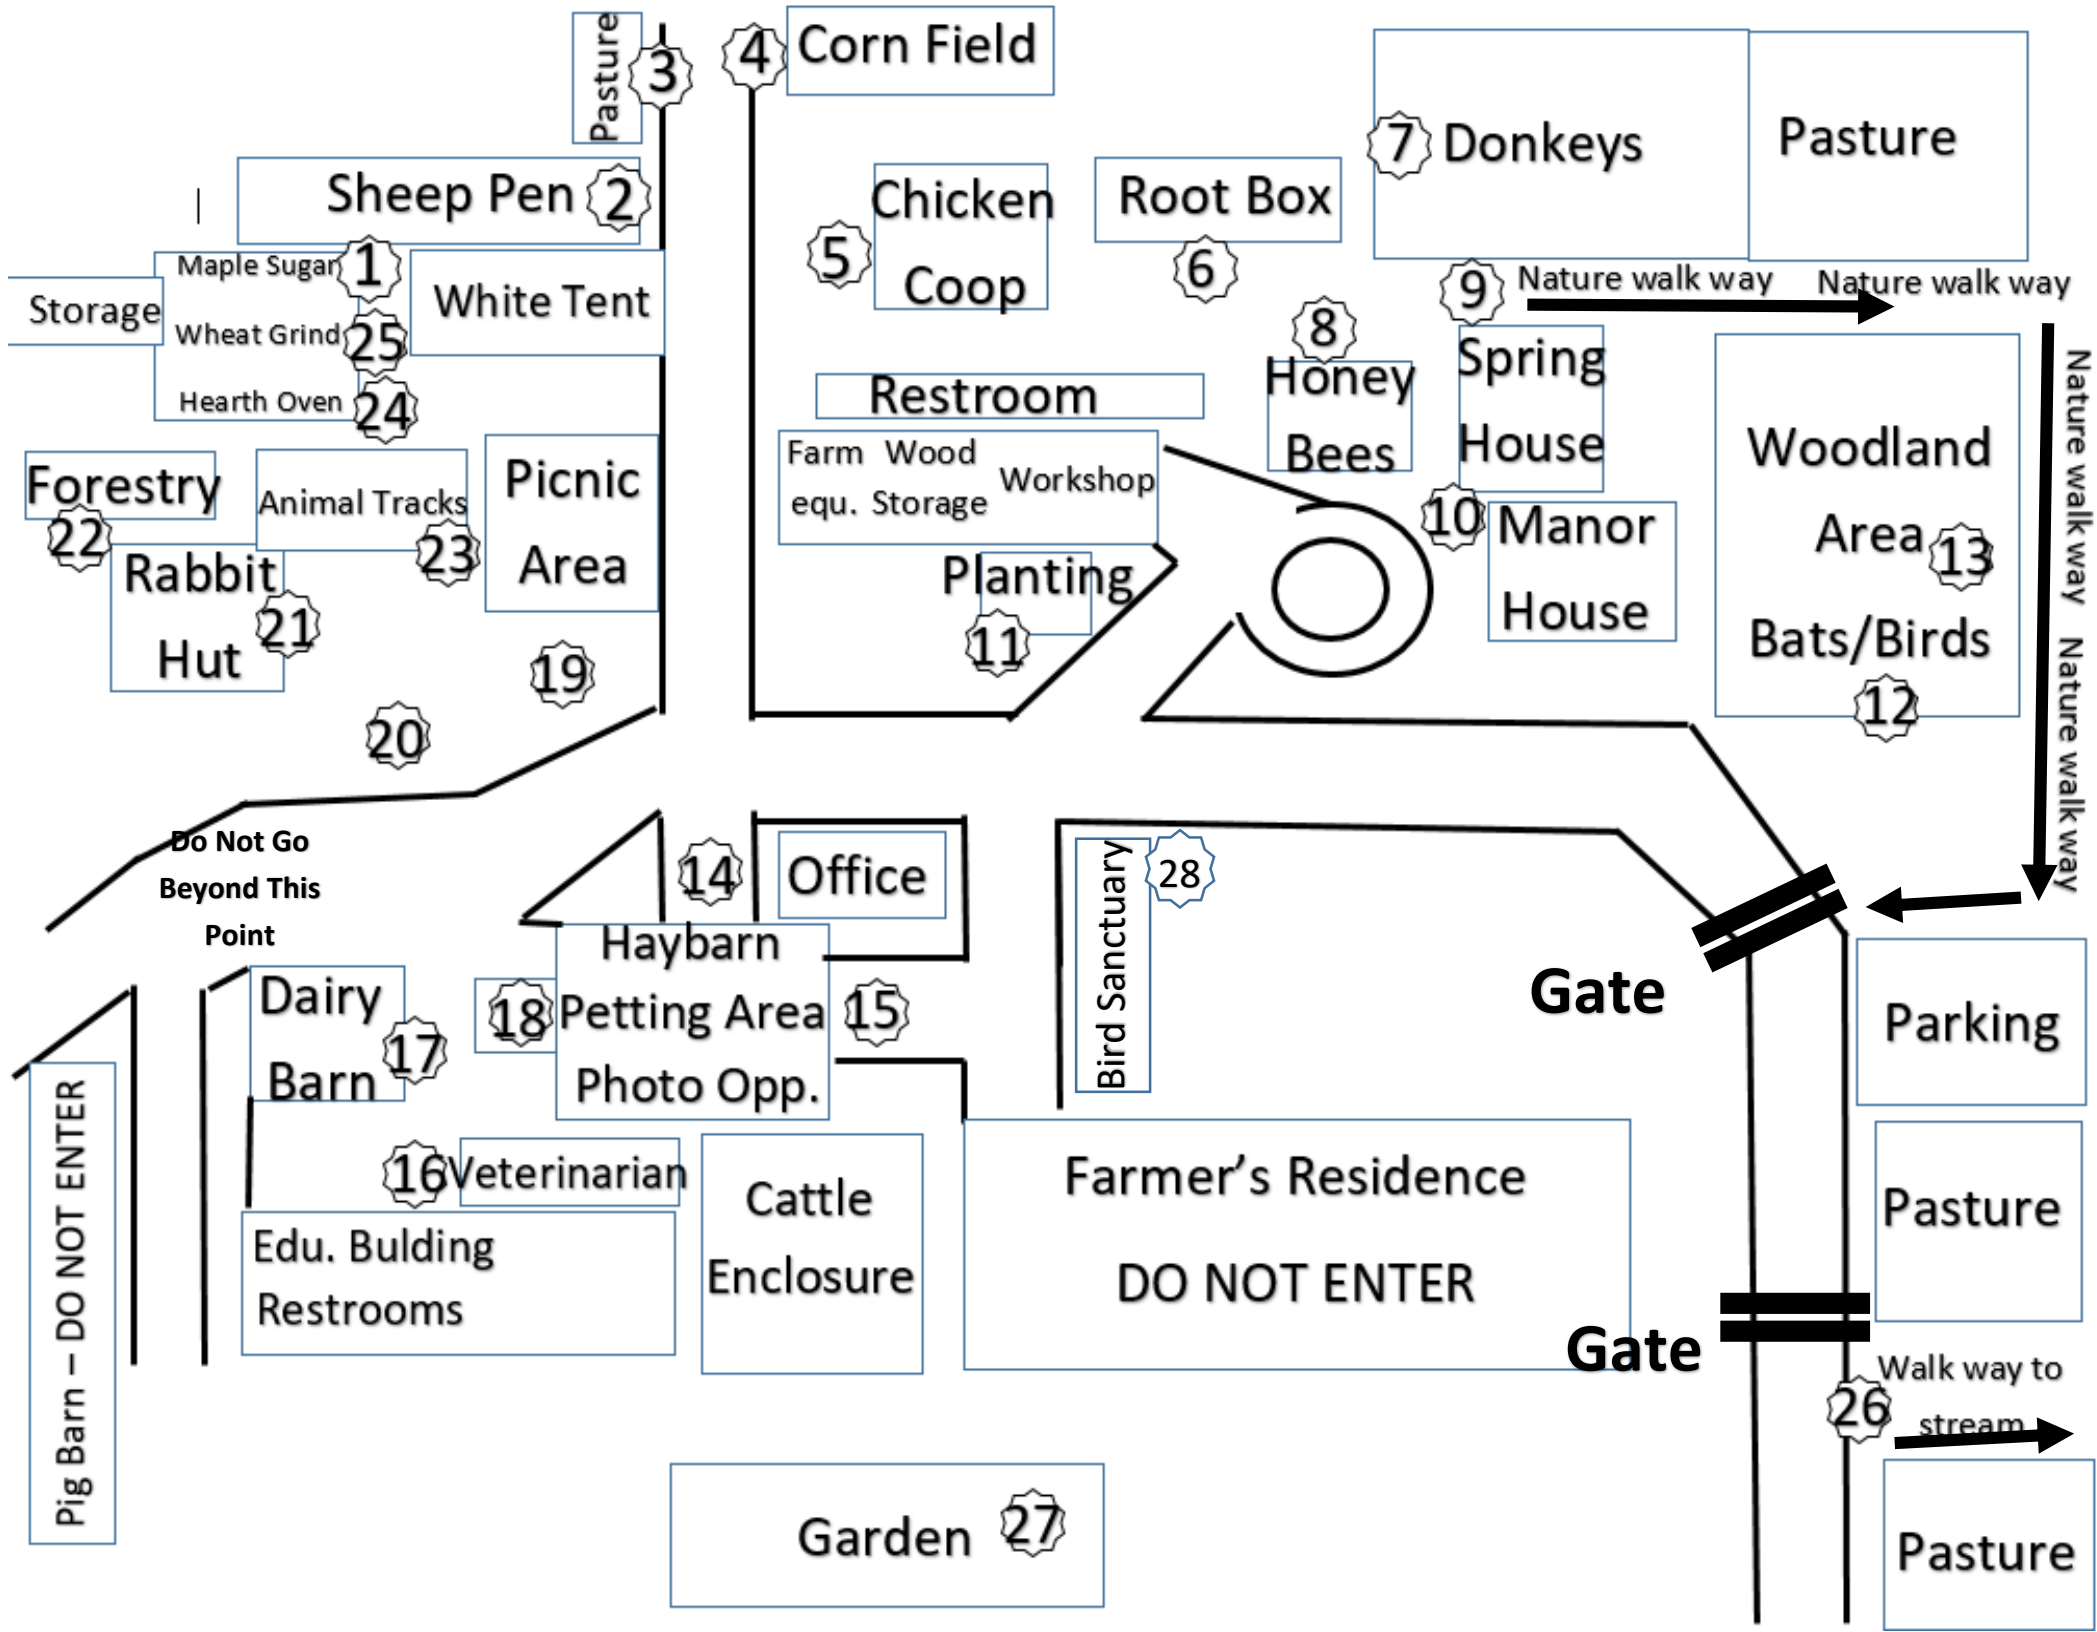 Pasture
3
4
Corn Field
7
Donkeys
Pasture
Sheep Pen
2
Chicken
Coop
5
Root Box
6
Maple Sugar
1
Storage
Wheat Grind
25
Hearth Oven
24
White Tent
9
Nature walk way
Nature walk way
8
Honey
Bees
Spring
House
Restroom
Farm
equ.
Wood
Storage
Workshop
10
Manor
House
Woodland
Area
13
Bats/Birds
12
Nature walk way
Nature walk way
Forestry
22
Animal Tracks
23
Picnic
Area
Rabbit
Hut
21
Planting
11
19
20
Do Not Go
Beyond This
Point
14
Office
Bird Sanctuary
28
Haybarn
Petting Area
Photo Opp.
18
15
Dairy
Barn
17
Gate
Parking
Pig Barn – DO NOT ENTER
16
Veterinarian
Edu. Bulding
Restrooms
Cattle
Enclosure
Farmer’s Residence
DO NOT ENTER
Pasture
Gate
Walk way to
stream
26
Garden
27
Pasture